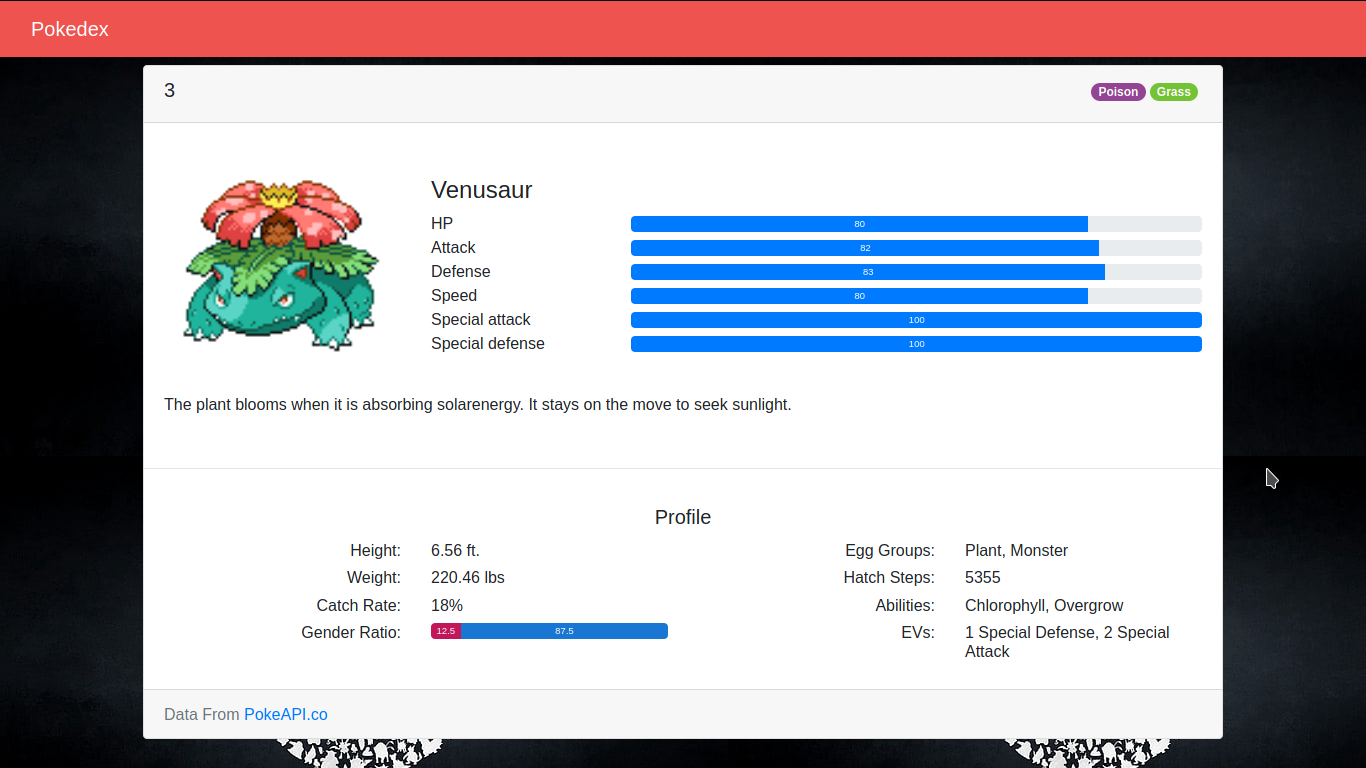 Pokedex
3
Poison Grass
Venusaur
HP 80
Attack 82
Defense 83
Speed 80
Special attack 100
Special defense 100
The plant blooms when it is absorbing solarenergy. It stays on the move to seek sunlight.
Profile
Height: 6.56 ft.
Weight: 220.46 lbs
Catch Rate: 18%
Gender Ratio: 12.5 87.5
Egg Groups: Plant, Monster
Hatch Steps: 5355
Abilities: Chlorophyll, Overgrow
EVs: 1 Special Defense, 2 Special
Attack
Data From PokeAPI.co